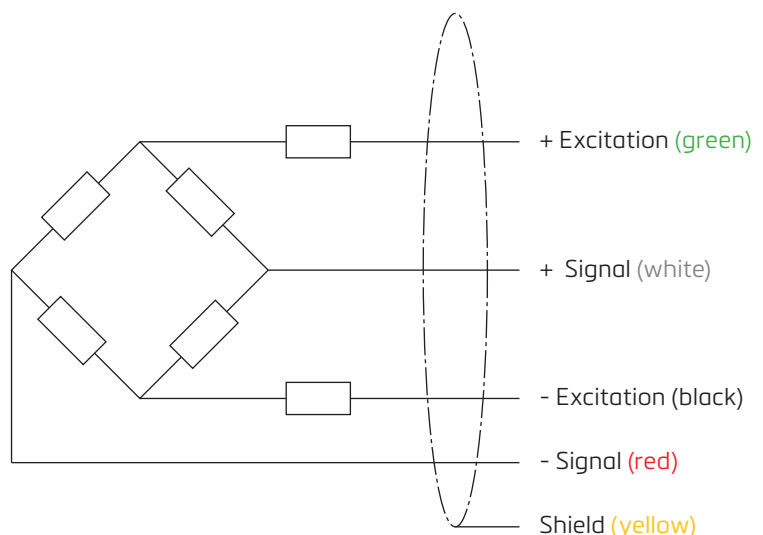 + Excitation (green)
+ Signal (white)
- Excitation (black)
- Signal (red)
Shield (yellow)